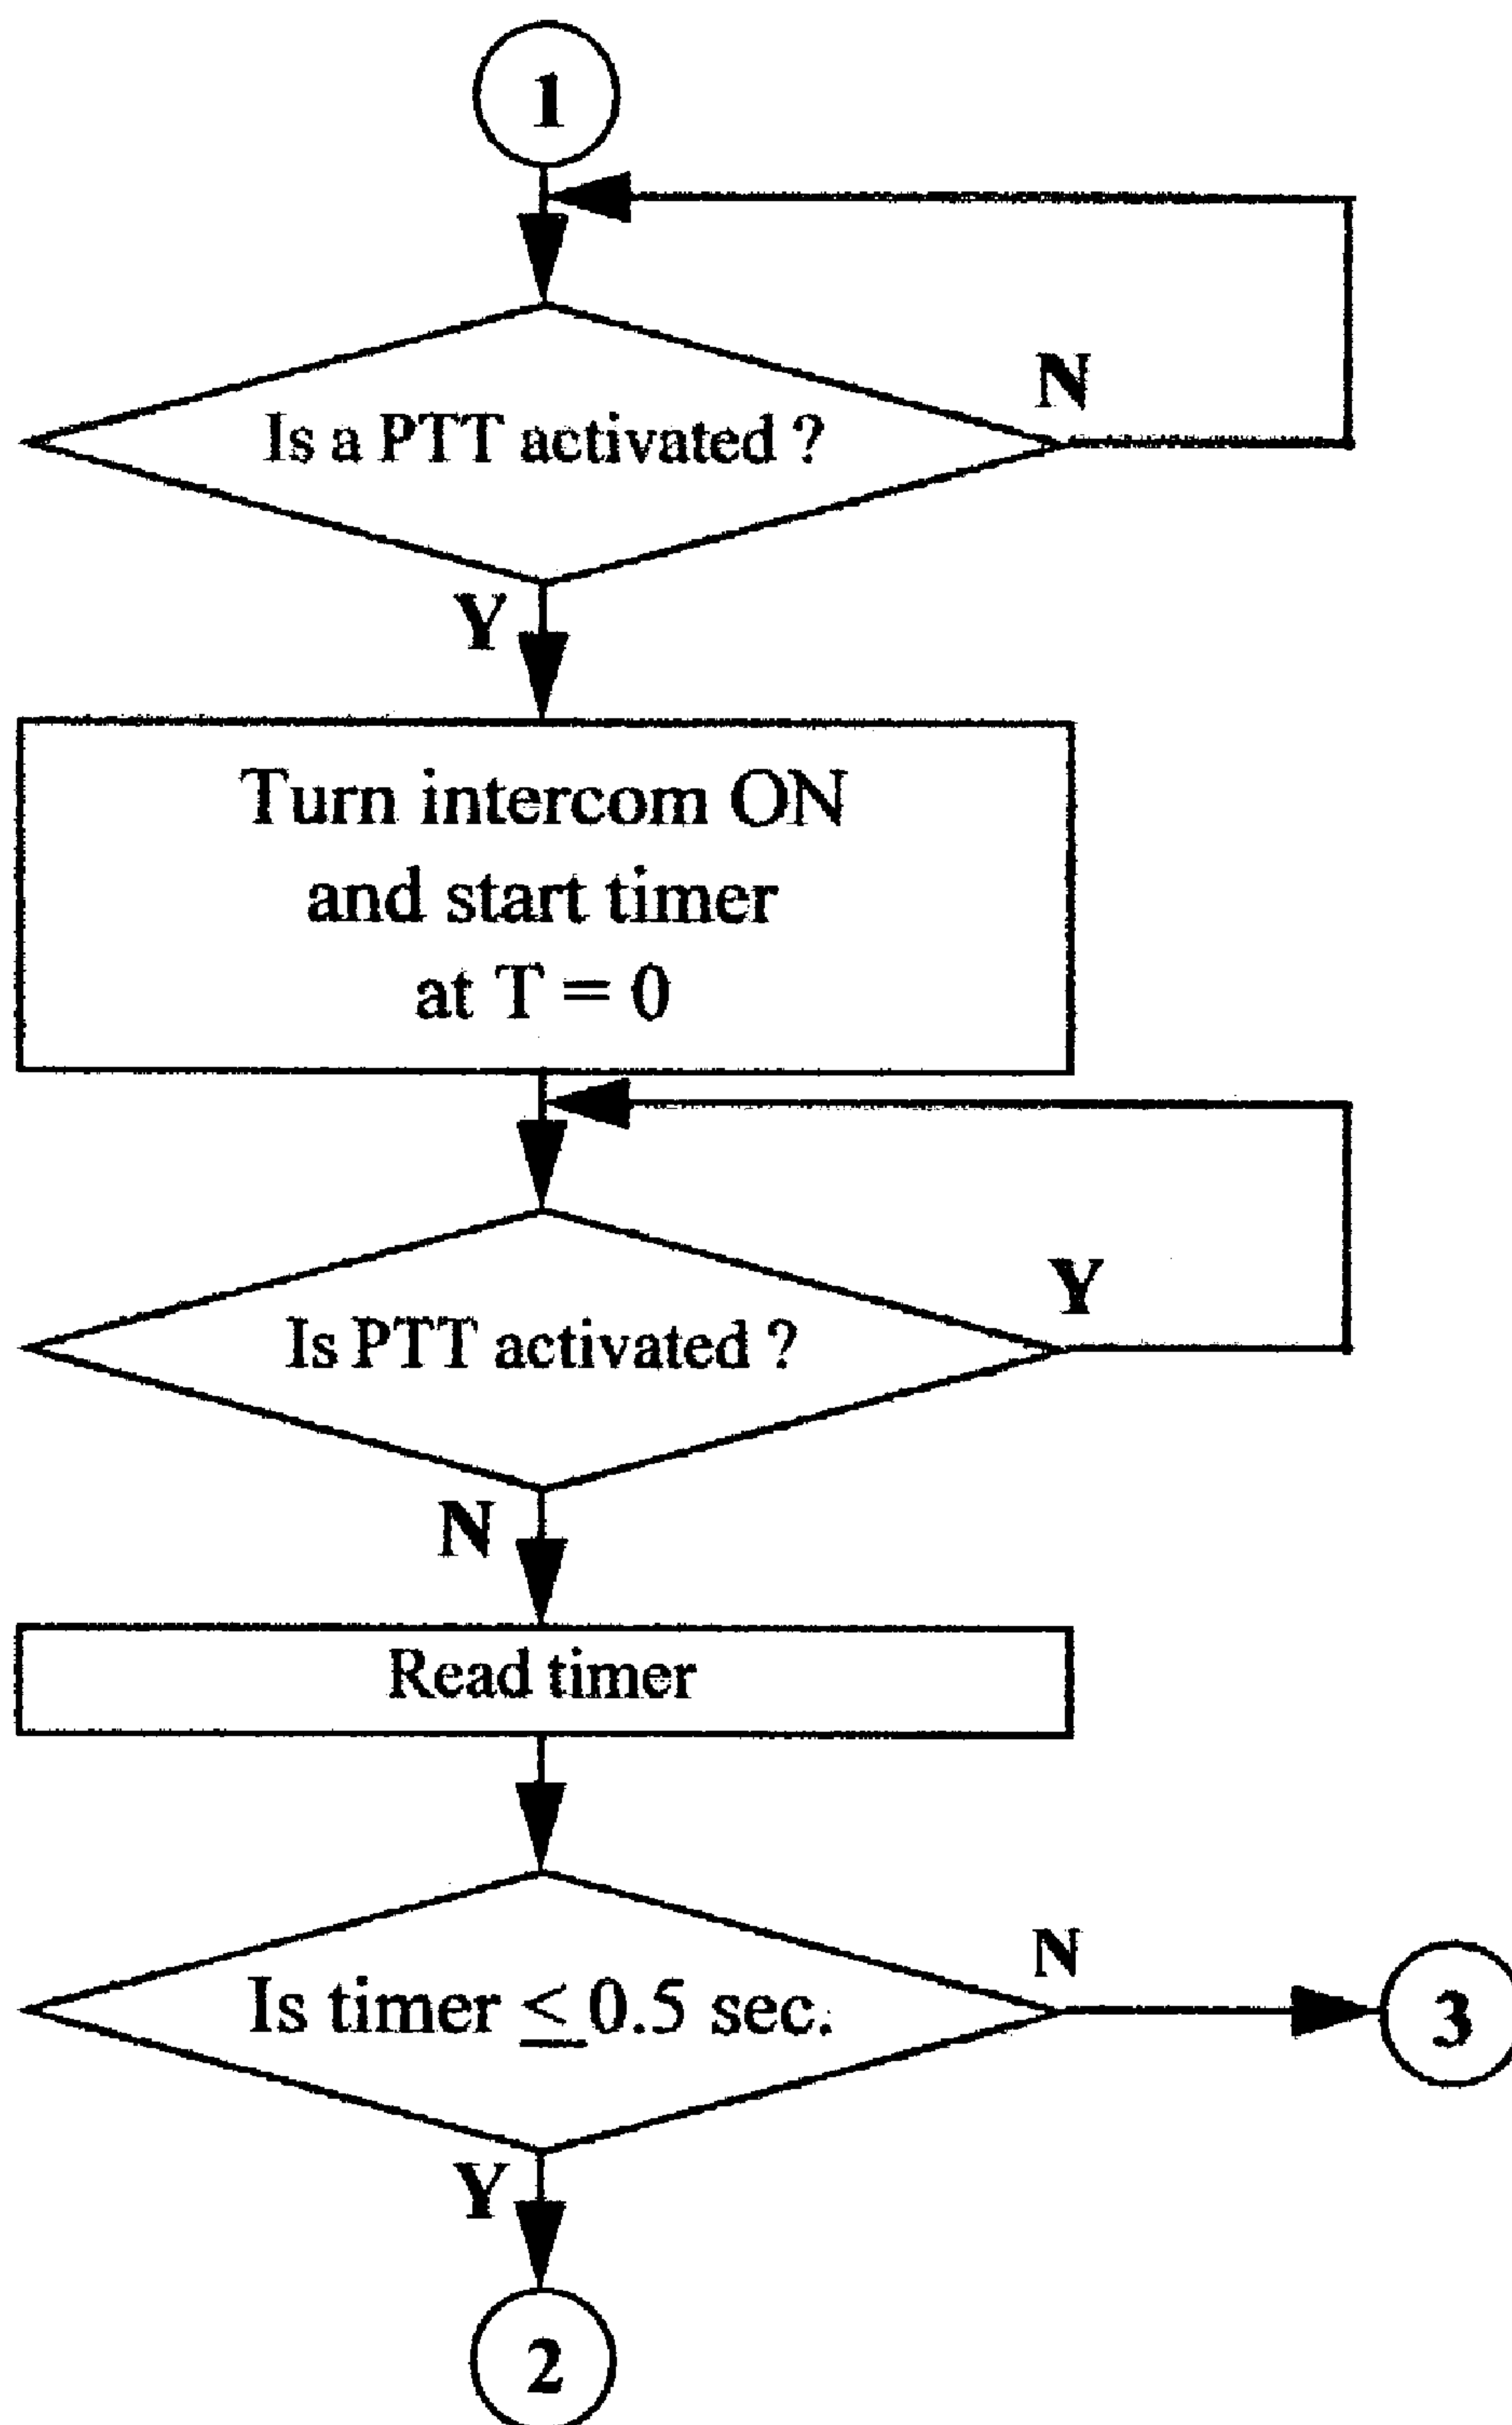 1
Is a PTT activated ?
N
Y
Turn intercom ON
and start timer
at T = 0
Is PTT activated ?
Y
N
Read timer
Is timer ≤ 0.5 sec.
N
3
Y
2